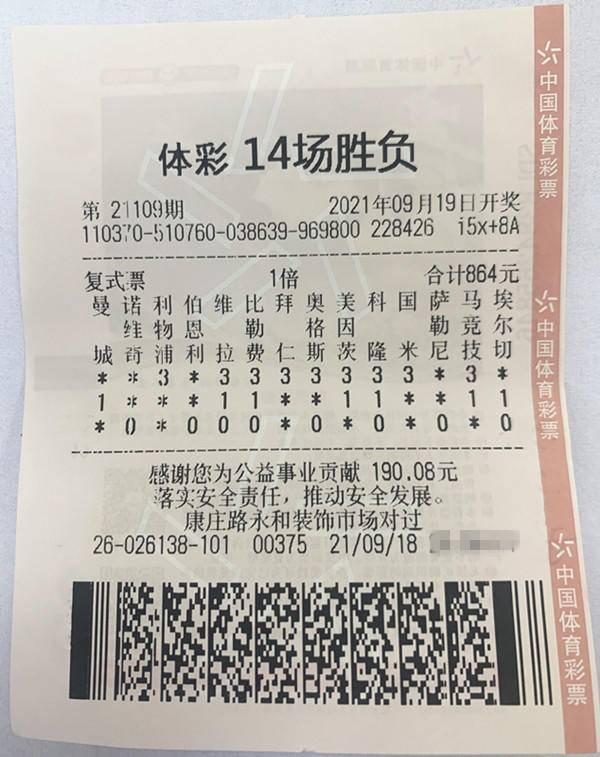 体彩 14场胜负
第 21109期 2021年09月19日开奖
110370-510760-038639-969800 228426 i5x+8A
复式票 1倍 合计864元
曼 诺 利 伯 维 比 拜 奥 美 科 国 萨 马 埃
维 物 恩 勒 格 因 勒 竞 尔
城 奇 浦 利 拉 费 仁 斯 茨 隆 米 尼 技 切
* * 3 * 3 3 3 3 3 3 3 * 3 *
1 * * * 1 1 * * 1 1 * * 1 1
* 0 * 0 0 0 * 0 * 0 * 0 * 0
感谢您为公益事业贡献 190.08元
落实安全责任，推动安全发展。
康庄路永和装饰市场对过
26-026138-101 00375 21/09/18
中国体育彩票
中国体育彩票
中国体育彩票